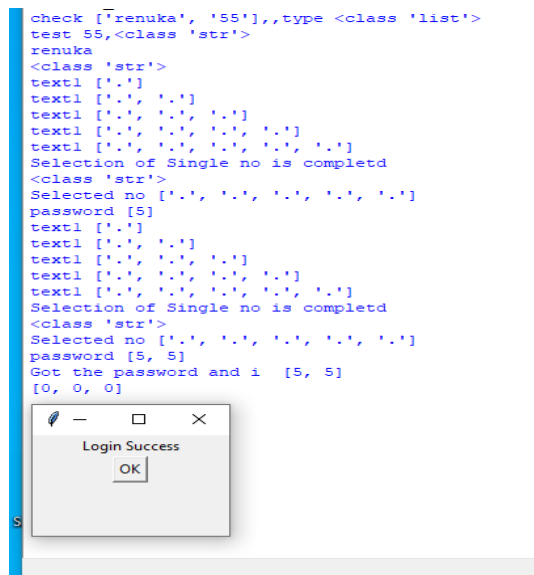 check ['renuka', '55'],,type <class 'list'>
test 55,<class 'str'>
renuka
<class 'str'>
text1 ['.']
text1 ['.', '.']
text1 ['.', '.', '.']
text1 ['.', '.', '.', '.']
text1 ['.', '.', '.', '.', '.']
Selection of Single no is completd
<class 'str'>
Selected no ['.', '.', '.', '.', '.']
password [5]
text1 ['.']
text1 ['.', '.']
text1 ['.', '.', '.']
text1 ['.', '.', '.', '.']
text1 ['.', '.', '.', '.', '.']
Selection of Single no is completd
<class 'str'>
Selected no ['.', '.', '.', '.', '.']
password [5, 5]
Got the password and i  [5, 5]
[0, 0, 0]
Login Success
OK
S